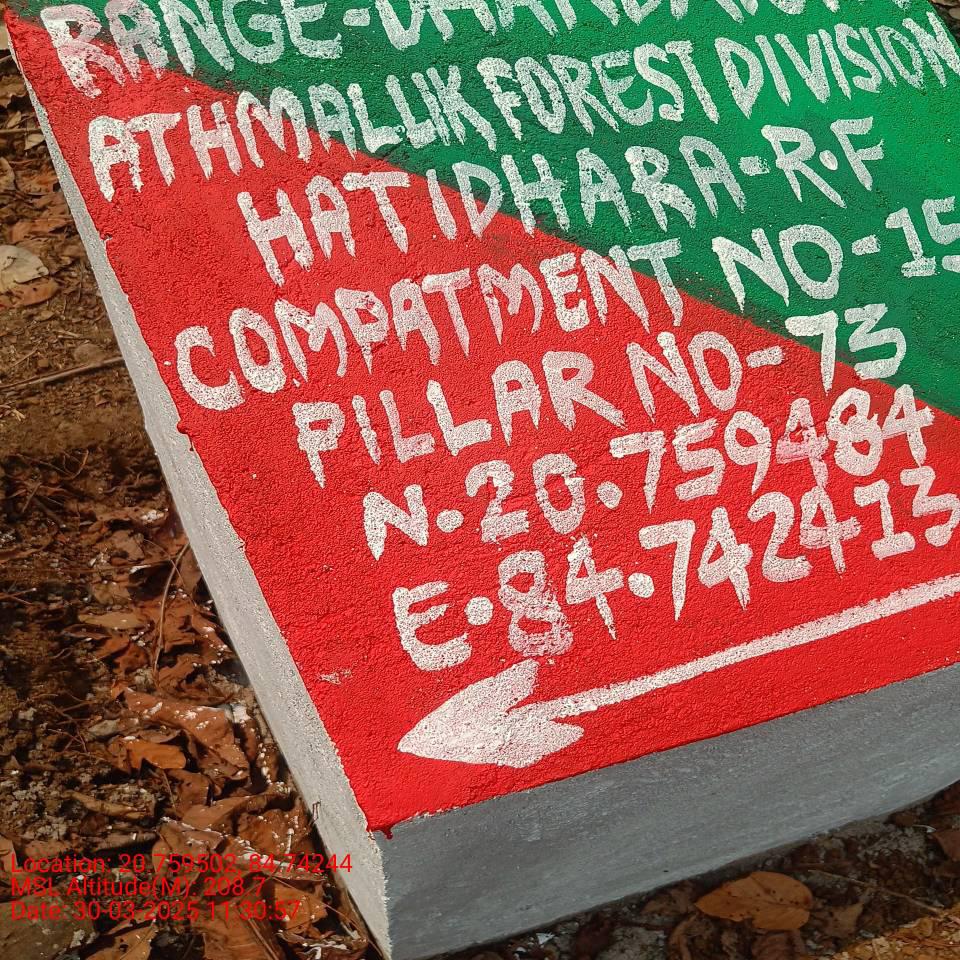 RANGE-
ATHMALLIK FOREST DIVISION
HATIDHARA-R.F
COMPATMENT NO-15
PILLAR NO-73
N.20.759484
E.84.742413
Location: 20.759502, 84.74244
MSL Altitude(M): 208.7
Date: 30-03-2025 11:30:57